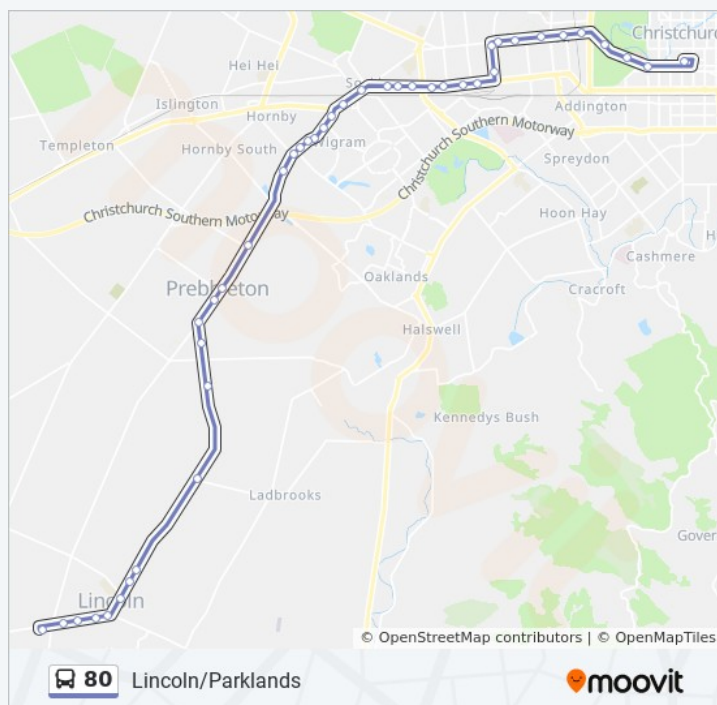 Christchurch
Hei Hei
Islington
Addington
Hornby
Wigram
Templeton
Hornby South
Christchurch Southern Motorway
Spreydon
Christchurch Southern Motorway
Hoon Hay
Cashmere
Oaklands
Prebbleton
Cracroft
Halswell
Kennedys Bush
Ladbrooks
Gover
Lincoln
© OpenStreetMap contributors | © OpenMapTiles
80 Lincoln/Parklands
moovit